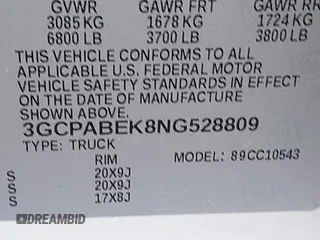 GVWR GAWR FRT GAWR RR
3085 KG 1678 KG 1724 KG
6800 LB 3700 LB 3800 LB
THIS VEHICLE CONFORMS TO ALL
APPLICABLE U.S. FEDERAL MOTOR
VEHICLE SAFETY STANDARDS IN EFFECT
ON THE DATE OF MANUFACTURE
SHOWN ABOVE.
3GCPABEK8NG528809
TYPE: TRUCK MODEL: 89CC10543
RIM
S 20X9J
S 20X9J
S 17X8J
DREAMBID